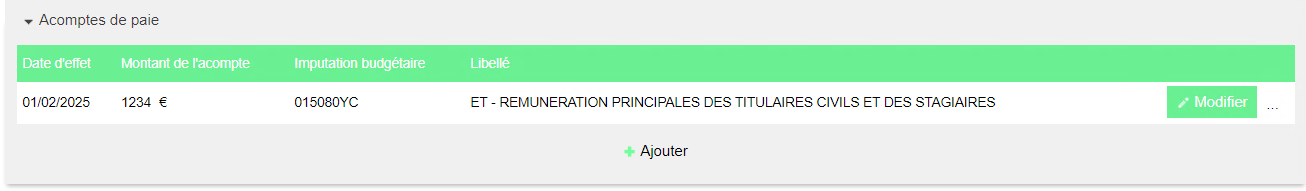 Acomptes de paie
Date d'effet Montant de l'acompte Imputation budgétaire Libellé
01/02/2025 1234 € 015080YC ET - REMUNERATION PRINCIPALES DES TITULAIRES CIVILS ET DES STAGIAIRES Modifier ...
Ajouter